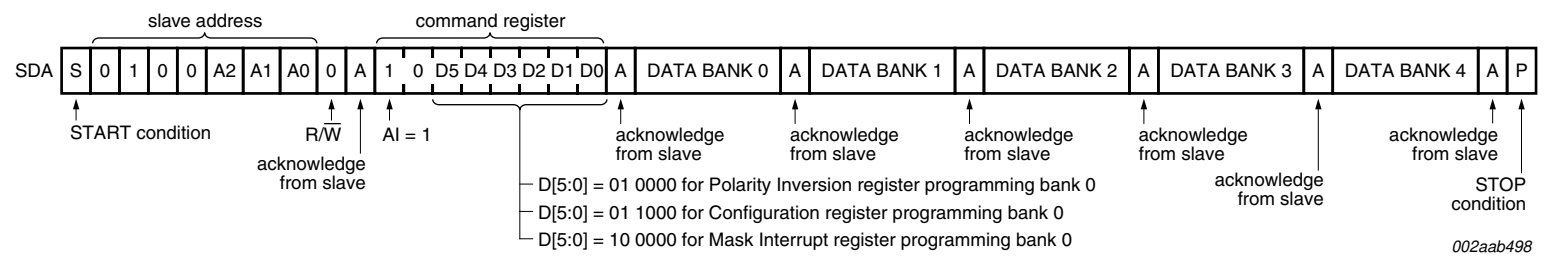 slave address command register
SDA S 0 1 0 0 A2 A1 A0 0 A 1 0 D5 D4 D3 D2 D1 D0 A DATA BANK 0 A DATA BANK 1 A DATA BANK 2 A DATA BANK 3 A DATA BANK 4 A P
START condition R/W̅ AI = 1
acknowledge
from slave
acknowledge
from slave
acknowledge
from slave
acknowledge
from slave
acknowledge
from slave
acknowledge
from slave
acknowledge
from slave
STOP
condition
D[5:0] = 01 0000 for Polarity Inversion register programming bank 0
D[5:0] = 01 1000 for Configuration register programming bank 0
D[5:0] = 10 0000 for Mask Interrupt register programming bank 0
002aab498